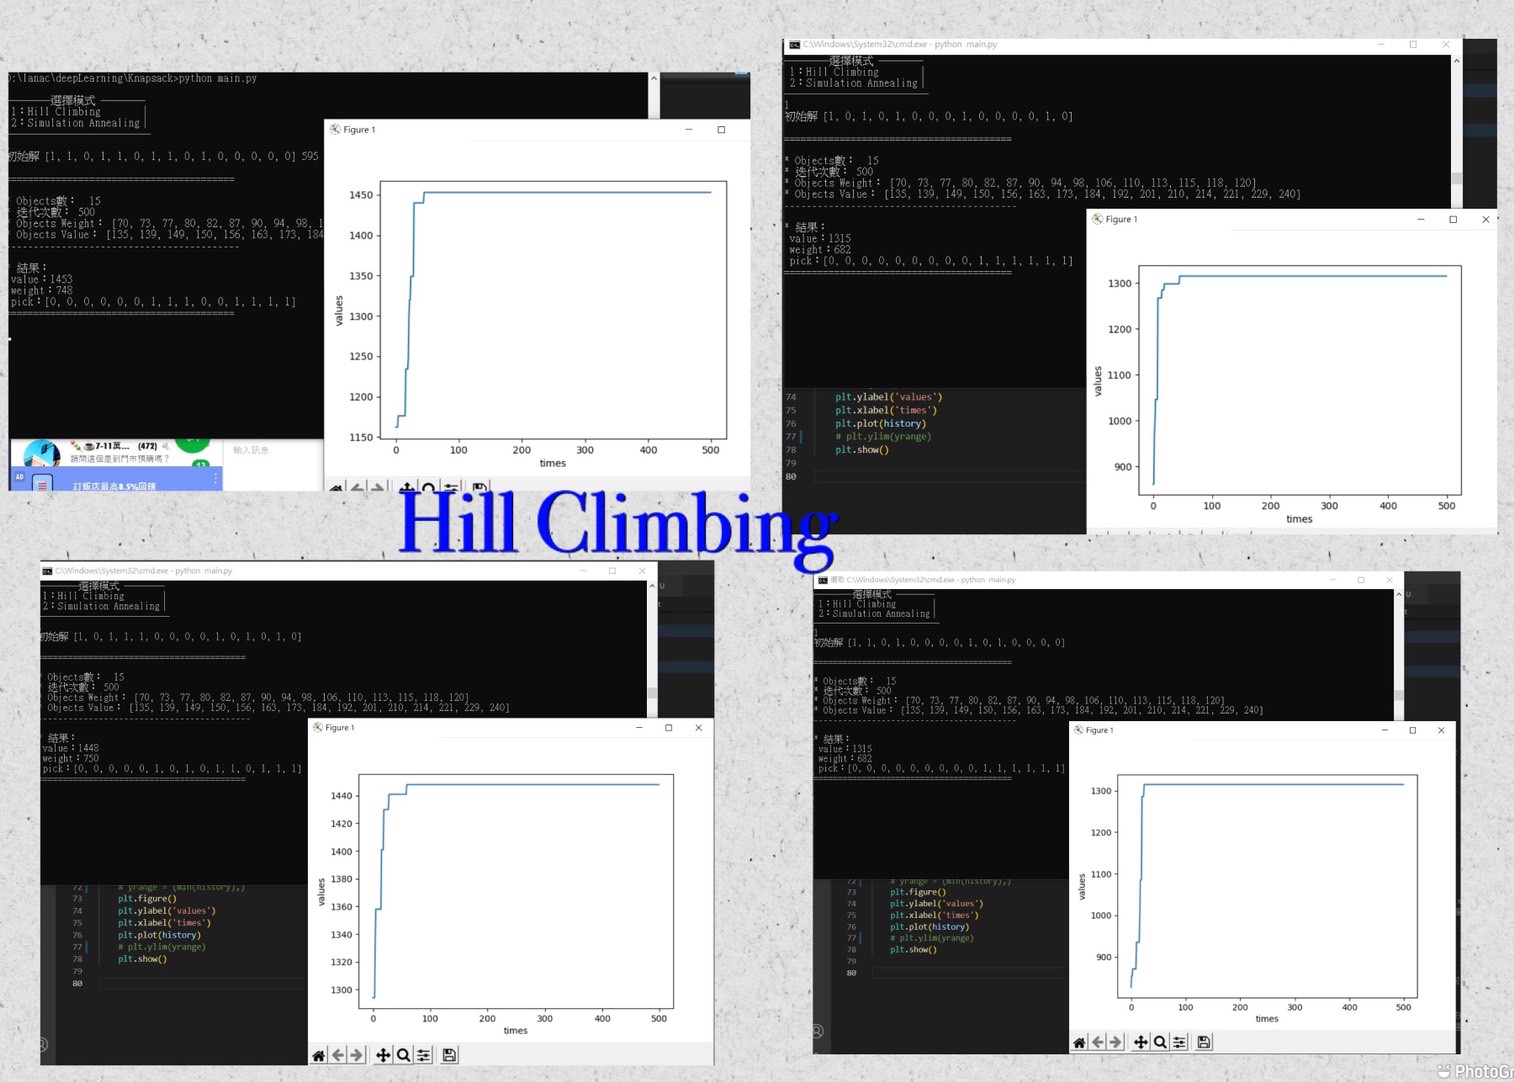 D:\lanac\deepLearning\Knapsack>python main.py
選擇模式
1：Hill Climbing
2：Simulation Annealing
初始解 [1, 1, 0, 1, 1, 0, 1, 1, 0, 1, 0, 0, 0, 0, 0] 595
Objects數： 15
迭代次數： 500
Objects Weight： [70, 73, 77, 80, 82, 87, 90, 94, 98, 1
Objects Value： [135, 139, 149, 150, 156, 163, 173, 184
結果：
value：1453
weight：748
pick：[0, 0, 0, 0, 0, 0, 1, 1, 1, 0, 0, 1, 1, 1, 1]
Figure 1
values
1450
1400
1350
1300
1250
1200
1150
0 100 200 300 400 500
times
7-11萬... (472)
請問這個是到門市預購嗎？
輸入訊息
AD
訂飯店最高8.5%回饋
C:\Windows\System32\cmd.exe - python main.py
選擇模式
1：Hill Climbing
2：Simulation Annealing
1
初始解 [1, 0, 1, 0, 1, 0, 0, 0, 1, 0, 0, 0, 0, 1, 0]
* Objects數： 15
* 迭代次數： 500
* Objects Weight： [70, 73, 77, 80, 82, 87, 90, 94, 98, 106, 110, 113, 115, 118, 120]
* Objects Value： [135, 139, 149, 150, 156, 163, 173, 184, 192, 201, 210, 214, 221, 229, 240]
* 結果：
value：1315
weight：682
pick：[0, 0, 0, 0, 0, 0, 0, 0, 0, 1, 1, 1, 1, 1, 1]
Figure 1
values
1300
1200
1100
1000
900
0 100 200 300 400 500
times
74 plt.ylabel('values')
75 plt.xlabel('times')
76 plt.plot(history)
77 # plt.ylim(yrange)
78 plt.show()
79
80
Hill Climbing
C:\Windows\System32\cmd.exe - python main.py
選擇模式
1：Hill Climbing
2：Simulation Annealing
初始解 [1, 0, 1, 1, 1, 0, 0, 0, 0, 1, 0, 1, 0, 1, 0]
Objects數： 15
迭代次數： 500
Objects Weight： [70, 73, 77, 80, 82, 87, 90, 94, 98, 106, 110, 113, 115, 118, 120]
Objects Value： [135, 139, 149, 150, 156, 163, 173, 184, 192, 201, 210, 214, 221, 229, 240]
結果：
value：1448
weight：750
pick：[0, 0, 0, 0, 0, 1, 0, 1, 0, 1, 1, 0, 1, 1, 1]
Figure 1
values
1440
1420
1400
1380
1360
1340
1320
1300
0 100 200 300 400 500
times
72 # yrange = (min(history),)
73 plt.figure()
74 plt.ylabel('values')
75 plt.xlabel('times')
76 plt.plot(history)
77 # plt.ylim(yrange)
78 plt.show()
79
80
選取 C:\Windows\System32\cmd.exe - python main.py
選擇模式
1：Hill Climbing
2：Simulation Annealing
1
初始解 [1, 1, 0, 1, 0, 0, 0, 0, 1, 0, 1, 0, 0, 0, 0]
* Objects數： 15
* 迭代次數： 500
* Objects Weight： [70, 73, 77, 80, 82, 87, 90, 94, 98, 106, 110, 113, 115, 118, 120]
* Objects Value： [135, 139, 149, 150, 156, 163, 173, 184, 192, 201, 210, 214, 221, 229, 240]
* 結果：
value：1315
weight：682
pick：[0, 0, 0, 0, 0, 0, 0, 0, 0, 1, 1, 1, 1, 1, 1]
Figure 1
values
1300
1200
1100
1000
900
0 100 200 300 400 500
times
72 # yrange = (min(history),)
73 plt.figure()
74 plt.ylabel('values')
75 plt.xlabel('times')
76 plt.plot(history)
77 # plt.ylim(yrange)
78 plt.show()
79
80
PhotoGr